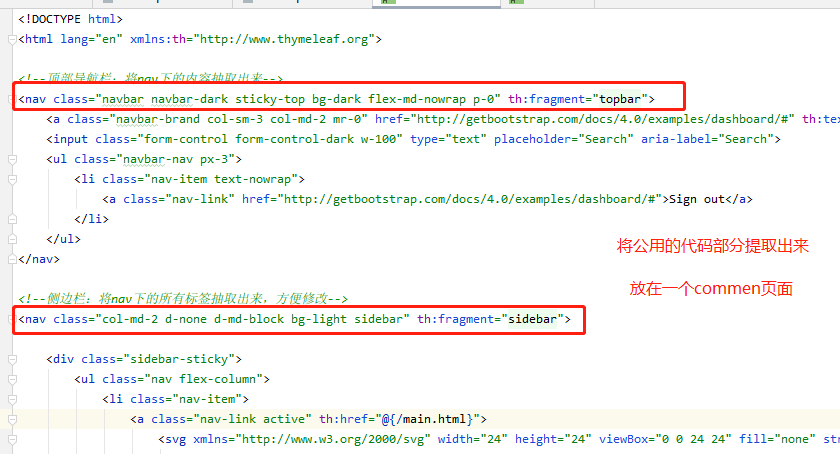 <!DOCTYPE html>
<html lang="en" xmlns:th="http://www.thymeleaf.org">
<!--顶部导航栏：将nav下的内容抽取出来-->
<nav class="navbar navbar-dark sticky-top bg-dark flex-md-nowrap p-0" th:fragment="topbar">
<a class="navbar-brand col-sm-3 col-md-2 mr-0" href="http://getbootstrap.com/docs/4.0/examples/dashboard/#" th:tex
<input class="form-control form-control-dark w-100" type="text" placeholder="Search" aria-label="Search">
<ul class="navbar-nav px-3">
<li class="nav-item text-nowrap">
<a class="nav-link" href="http://getbootstrap.com/docs/4.0/examples/dashboard/#">Sign out</a>
</li>
</ul>
</nav>
将公用的代码部分提取出来
放在一个commen页面
<!--侧边栏：将nav下的所有标签抽取出来，方便修改-->
<nav class="col-md-2 d-none d-md-block bg-light sidebar" th:fragment="sidebar">
<div class="sidebar-sticky">
<ul class="nav flex-column">
<li class="nav-item">
<a class="nav-link active" th:href="@{/main.html}">
<svg xmlns="http://www.w3.org/2000/svg" width="24" height="24" viewBox="0 0 24 24" fill="none" str